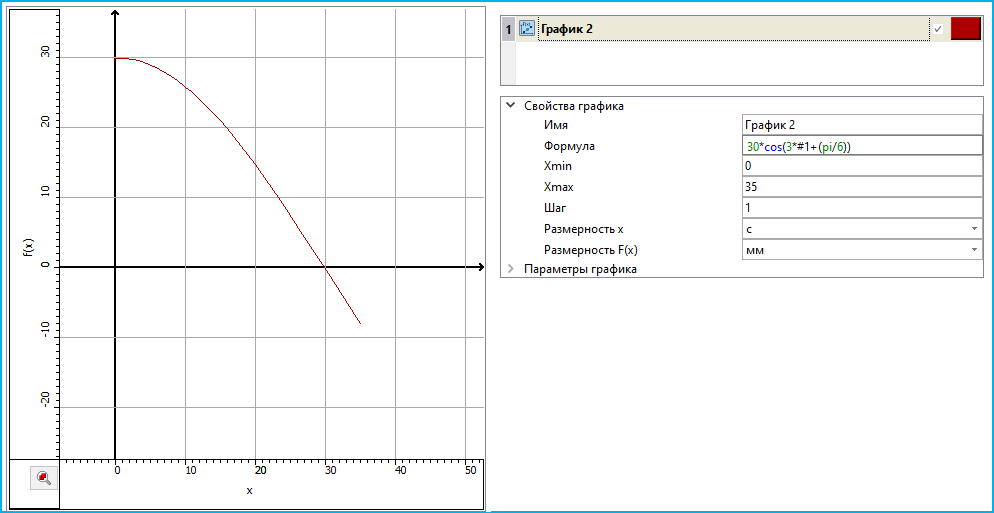 30
20
10
0
-10
-20
f(x)
0
10
20
30
40
50
x
1
График 2
Свойства графика
Имя
График 2
Формула
30*cos(3*#1+(pi/6))
Xmin
0
Xmax
35
Шаг
1
Размерность x
с
Размерность F(x)
мм
Параметры графика